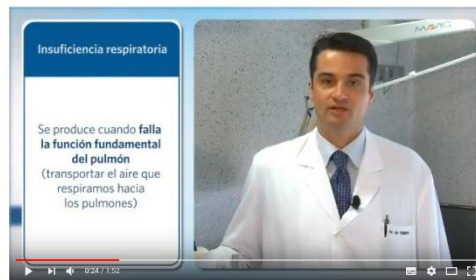 MAVIG
Insuficiencia respiratoria
Se produce cuando falla
la función fundamental
del pulmón
(transportar el aire que
respiramos hacia
los pulmones)
0:24 / 1:52